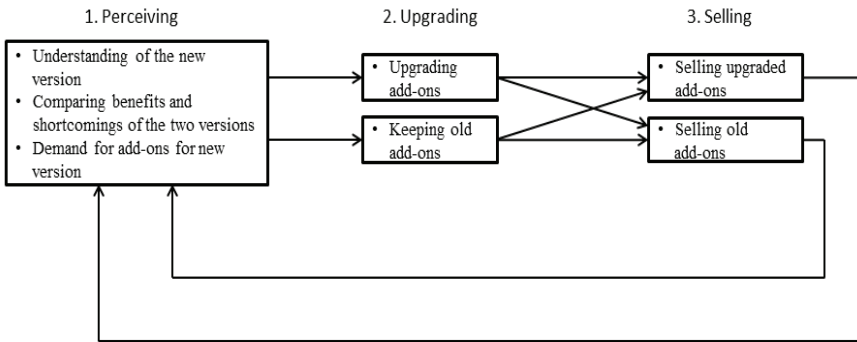 1. Perceiving
2. Upgrading
3. Selling
• Understanding of the new
version
• Comparing benefits and
shortcomings of the two versions
• Demand for add-ons for new
version
• Upgrading
add-ons
• Keeping old
add-ons
• Selling upgraded
add-ons
• Selling old
add-ons